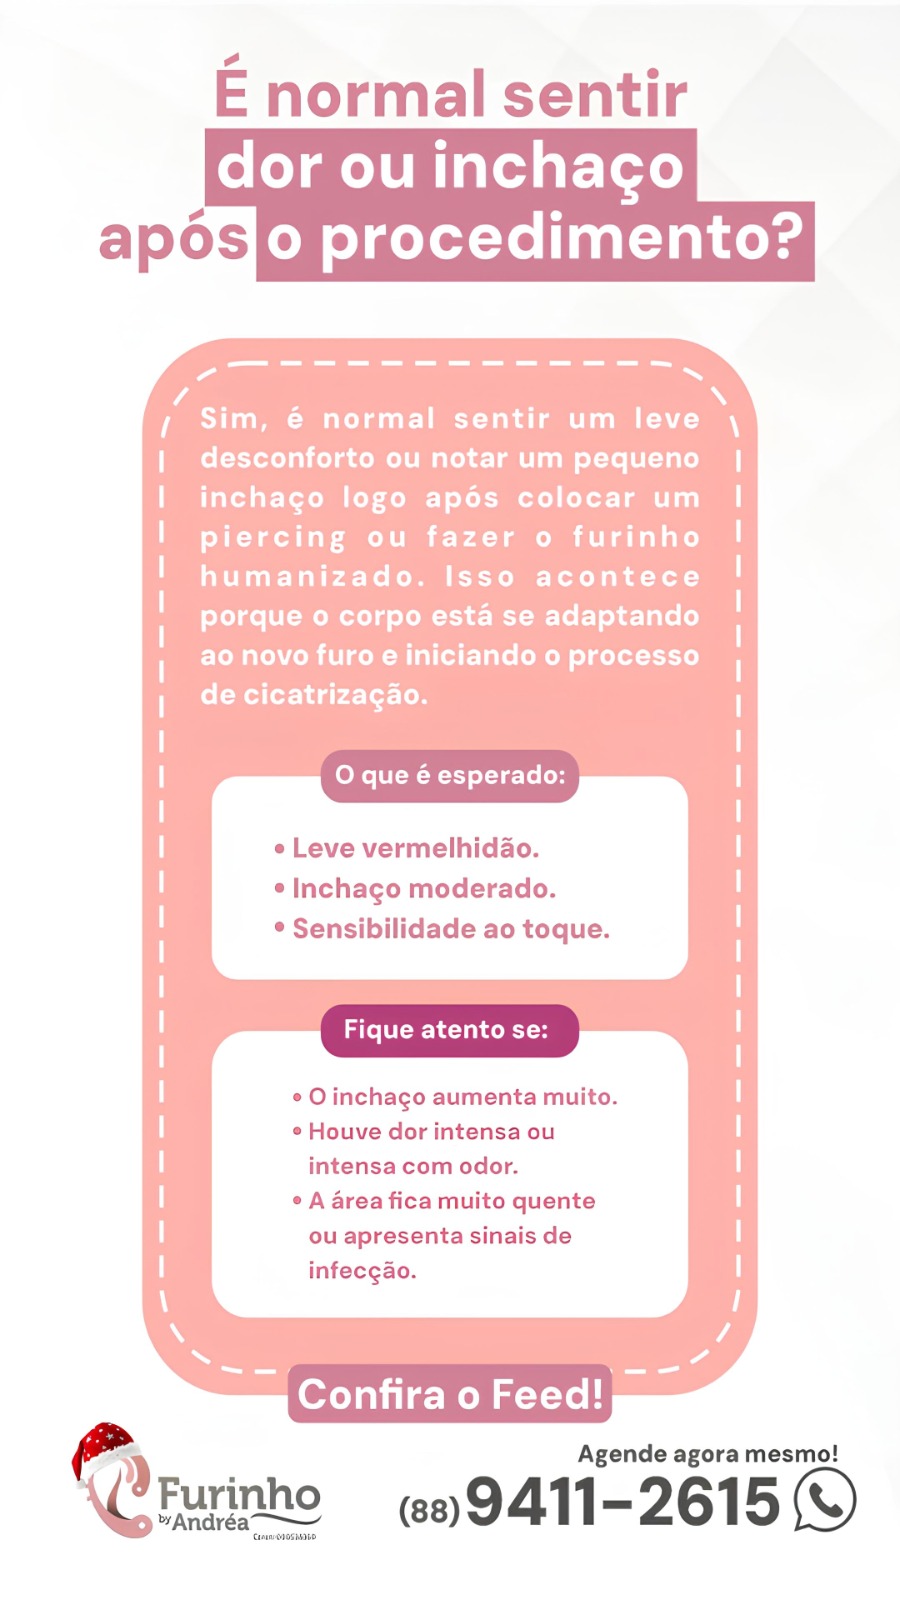 É normal sentir
dor ou inchaço
após o procedimento?
Sim, é normal sentir um leve
desconforto ou notar um pequeno
inchaço logo após colocar um
piercing ou fazer o furinho
humanizado. Isso acontece
porque o corpo está se adaptando
ao novo furo e iniciando o processo
de cicatrização.
O que é esperado:
• Leve vermelhidão.
• Inchaço moderado.
• Sensibilidade ao toque.
Fique atento se:
• O inchaço aumenta muito.
• Houve dor intensa ou
intensa com odor.
• A área fica muito quente
ou apresenta sinais de
infecção.
Confira o Feed!
Agende agora mesmo!
(88) 9411-2615
Furinho
by Andréa